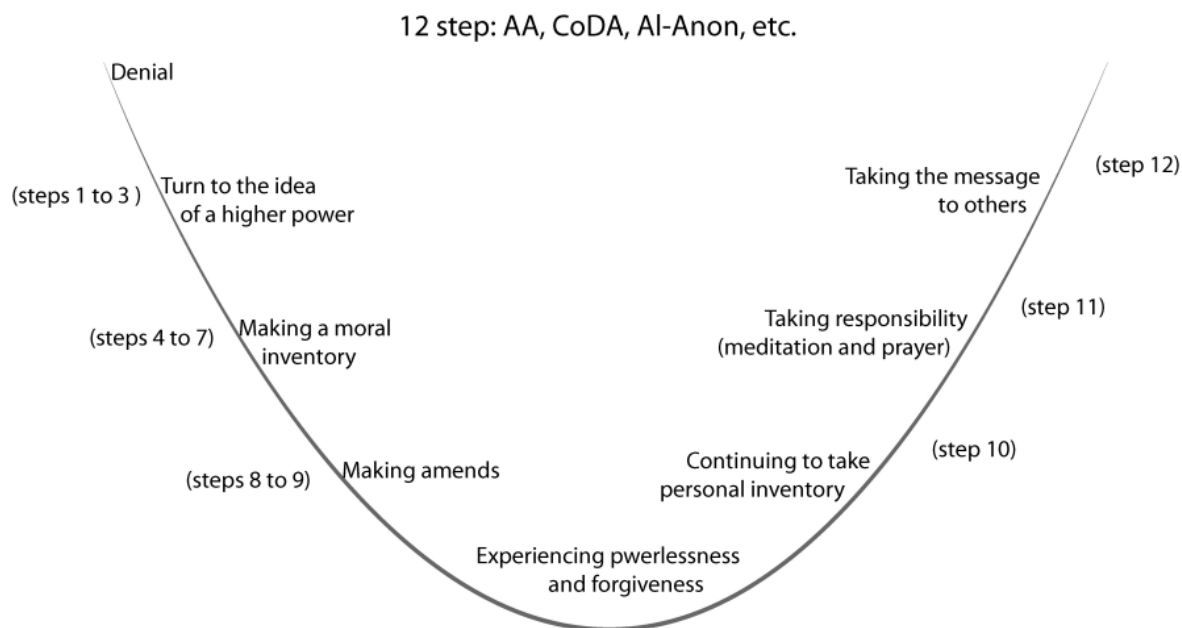 12 step: AA, CoDA, Al-Anon, etc.
Denial
(steps 1 to 3 )
Turn to the idea
of a higher power
(steps 4 to 7)
Making a moral
inventory
(steps 8 to 9)
Making amends
Experiencing pwerlessness
and forgiveness
Continuing to take
personal inventory
(step 10)
Taking responsibility
(meditation and prayer)
(step 11)
Taking the message
to others
(step 12)